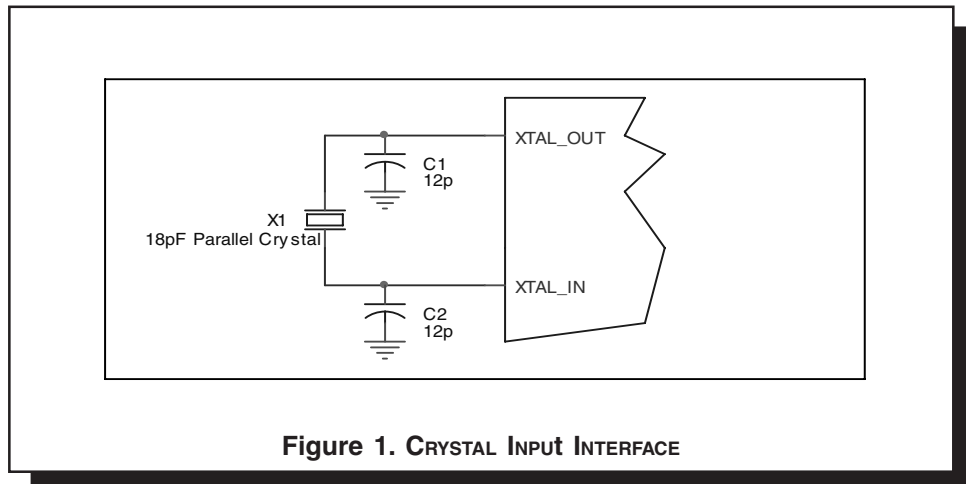 XTAL_OUT
C1
12p
X1
18pF Parallel Crystal
XTAL_IN
C2
12p
Figure 1. CRYSTAL INPUt INTERFACE